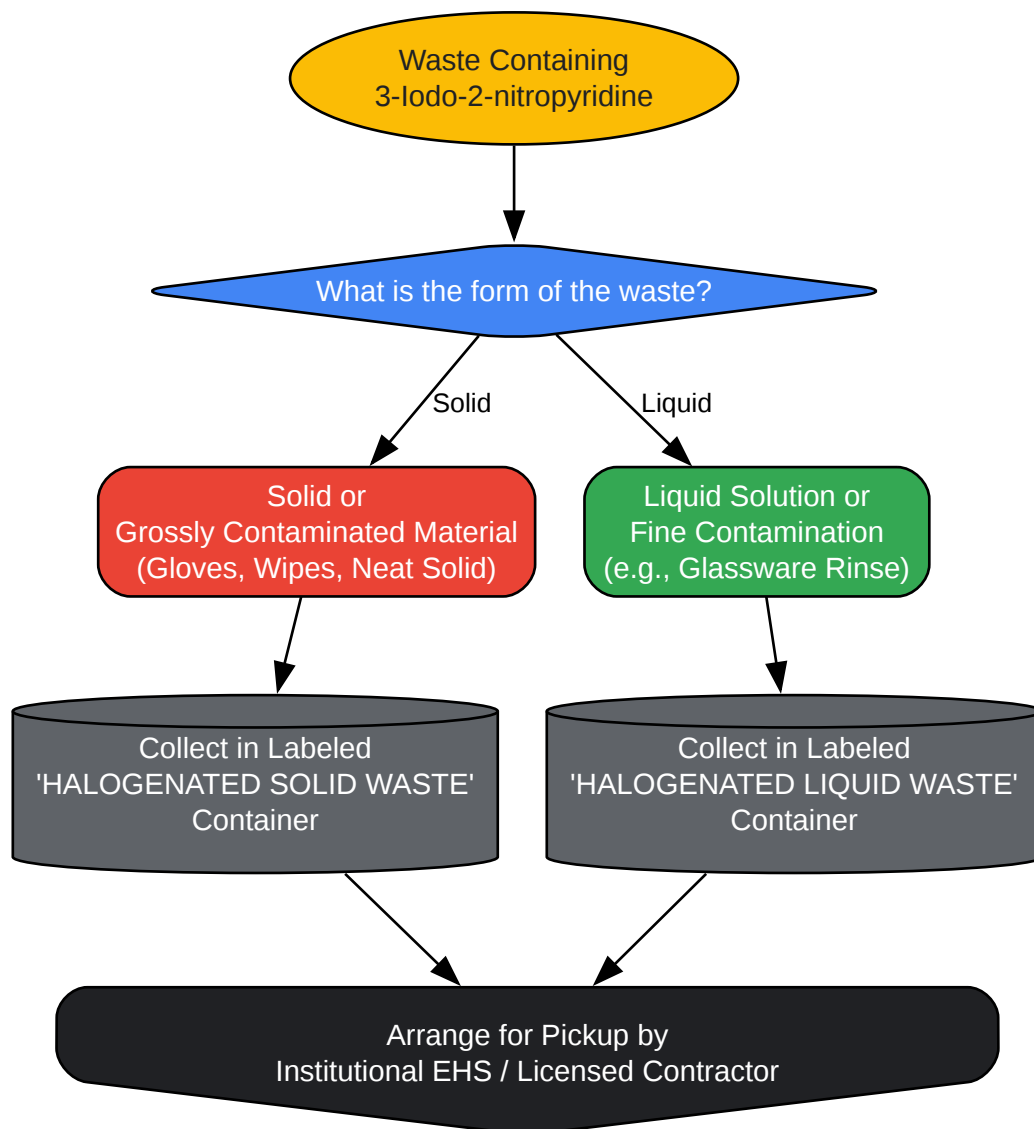 Waste Containing
3-Iodo-2-nitropyridine
What is the form of the waste?
Solid
Liquid
Solid or
Grossly Contaminated Material
(Gloves, Wipes, Neat Solid)
Liquid Solution or
Fine Contamination
(e.g., Glassware Rinse)
Collect in Labeled
'HALOGENATED SOLID WASTE'
Container
Collect in Labeled
'HALOGENATED LIQUID WASTE'
Container
Arrange for Pickup by
Institutional EHS / Licensed Contractor